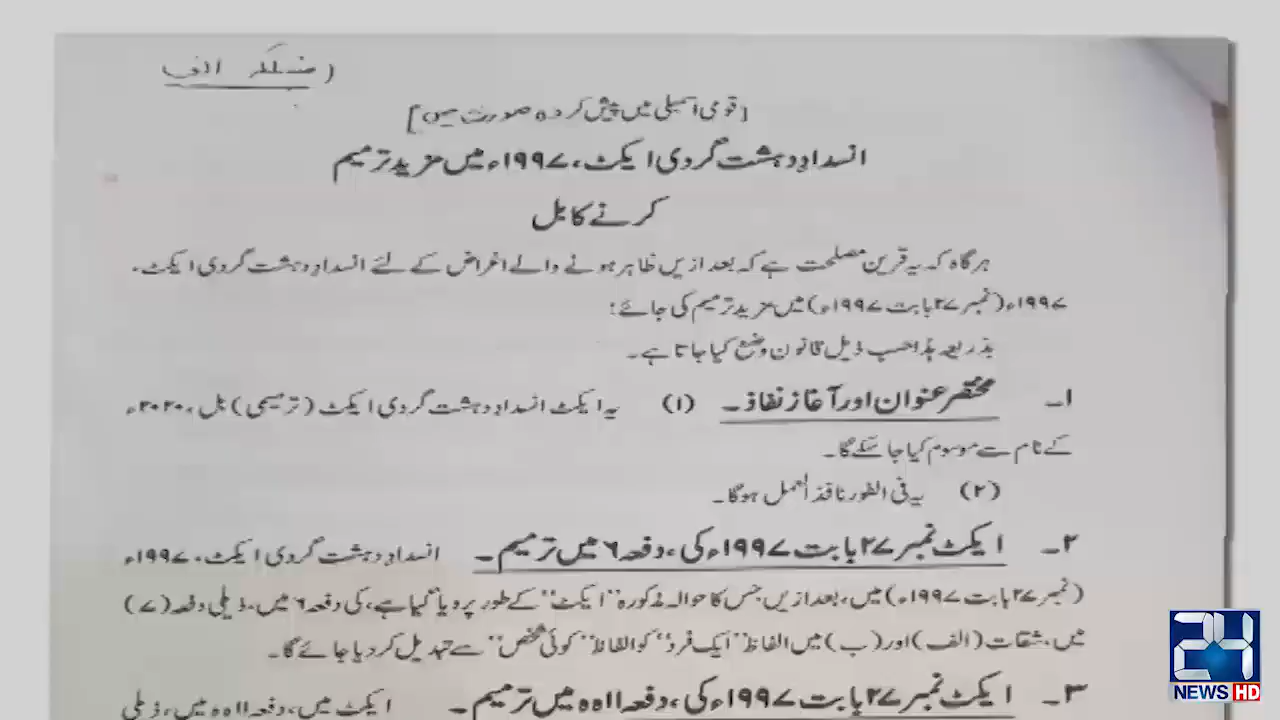 منسلکہ الف
[قومی اسمبلی میں پیش کردہ صورت میں]
انسداد دہشت گردی ایکٹ، ۱۹۹۷ء میں مزید ترمیم
کرنے کا بل
ہر گاہ کہ یہ قرین مصلحت ہے کہ بعد ازیں ظاہر ہونے والے اغراض کے لئے انسداد دہشت گردی ایکٹ،
۱۹۹۷ء (نمبر ۲۷ بابت ۱۹۹۷ء) میں مزید ترمیم کی جائے؛
بذریعہ ہذا حسب ذیل قانون وضع کیا جاتا ہے۔
۱۔ مختصر عنوان اور آغاز نفاذ۔ (۱) یہ ایکٹ انسداد دہشت گردی ایکٹ (ترمیمی) بل، ۲۰۲۰ء
کے نام سے موسوم کیا جا سکے گا۔
(۲) یہ فی الفور نافذ العمل ہوگا۔
۲۔ ایکٹ نمبر ۲۷ بابت ۱۹۹۷ء کی، دفعہ ۶ میں ترمیم۔ انسداد دہشت گردی ایکٹ، ۱۹۹۷ء
(نمبر ۲۷ بابت ۱۹۹۷ء) میں، بعد ازیں جس کا حوالہ مذکورہ "ایکٹ" کے طور پر دیا گیا ہے، کی دفعہ ۶ میں، ذیلی دفعہ (۷)
میں، شقات (الف) اور (ب) میں الفاظ "ایک فرد" کو الفاظ "کوئی شخص" سے تبدیل کر دیا جائے گا۔
۳۔ ایکٹ نمبر ۲۷ بابت ۱۹۹۷ء کی، دفعہ ۱۱ہ ہ میں ترمیم۔ ایکٹ میں، دفعہ ۱۱ہ ہ میں، ذیلی
24
NEWS HD